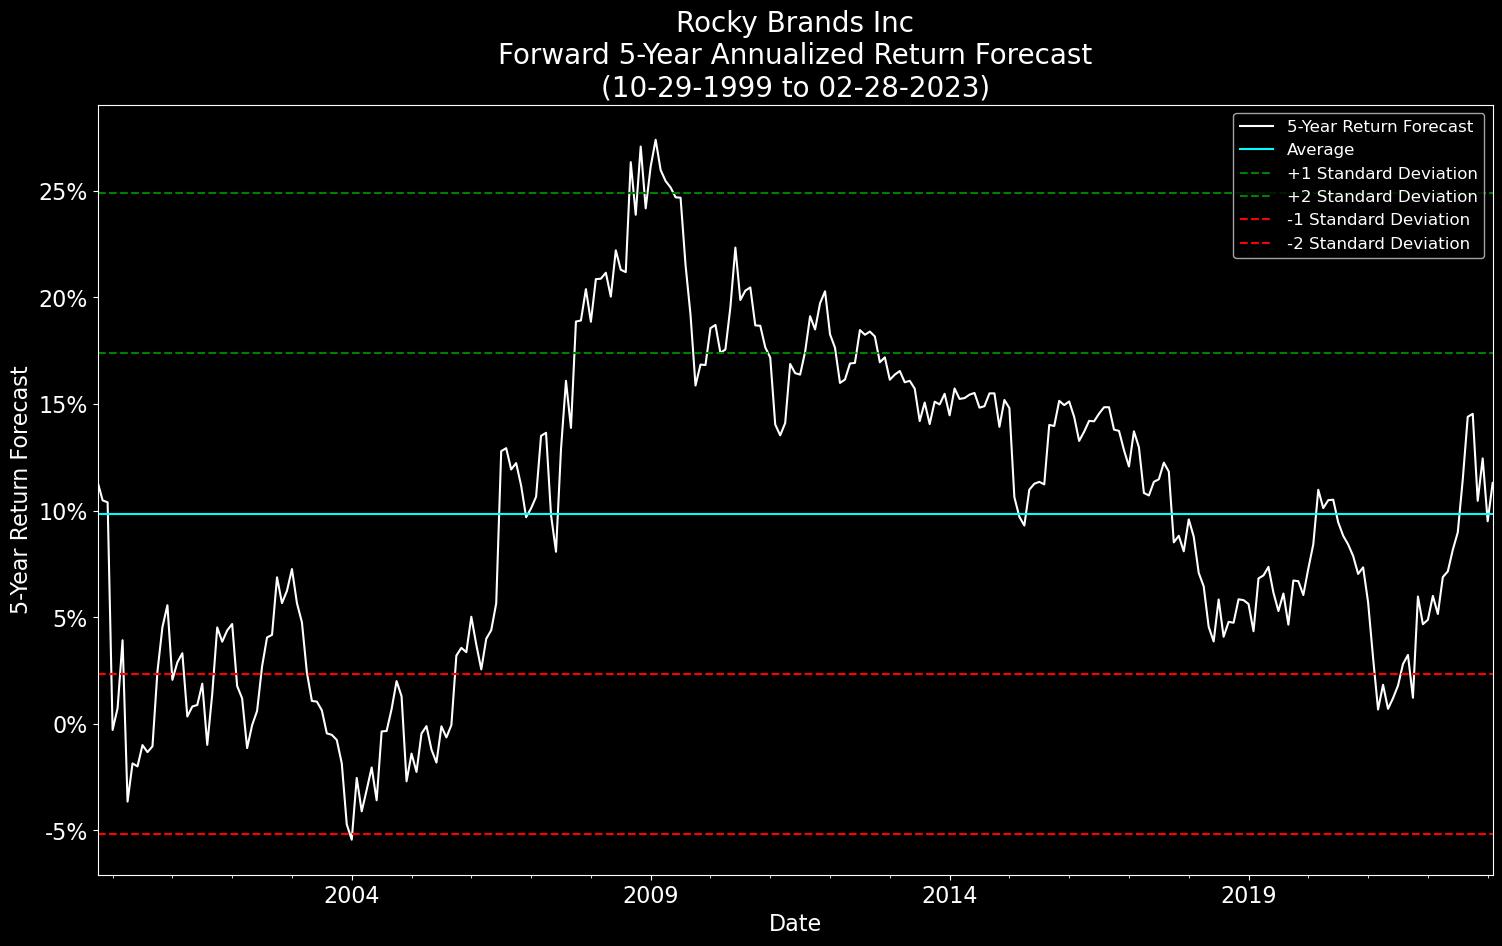 Rocky Brands Inc
Forward 5-Year Annualized Return Forecast
(10-29-1999 to 02-28-2023)
5-Year Return Forecast
Average
+1 Standard Deviation
+2 Standard Deviation
-1 Standard Deviation
-2 Standard Deviation
5-Year Return Forecast
25%
20%
15%
10%
5%
0%
-5%
2004
2009
2014
2019
Date